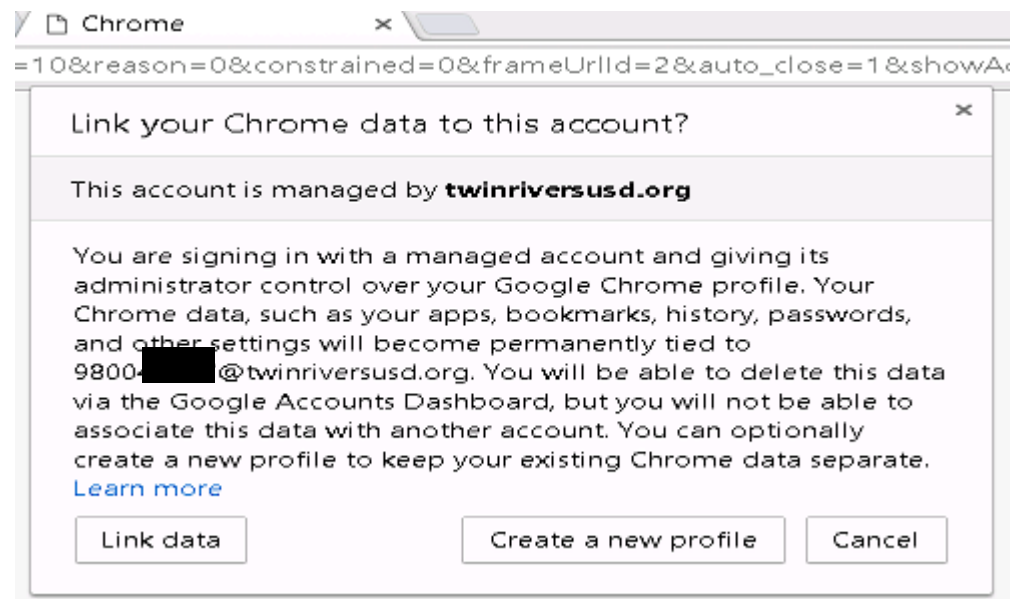 Chrome ×
=10&reason=0&constrained=0&frameUrlId=2&auto_close=1&showA
Link your Chrome data to this account? ×
This account is managed by twinriversusd.org
You are signing in with a managed account and giving its
administrator control over your Google Chrome profile. Your
Chrome data, such as your apps, bookmarks, history, passwords,
and other settings will become permanently tied to
9800 @twinriversusd.org. You will be able to delete this data
via the Google Accounts Dashboard, but you will not be able to
associate this data with another account. You can optionally
create a new profile to keep your existing Chrome data separate.
Learn more
Link data Create a new profile Cancel